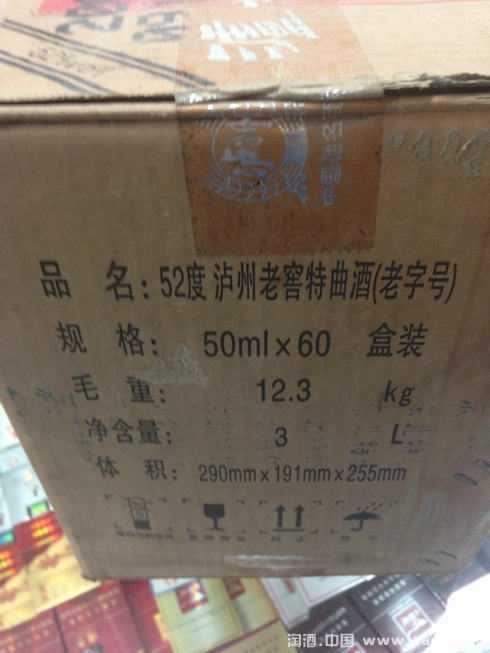 品 名: 52度 泸州老窖特曲酒(老字号)
规 格: 50ml×60 盒装
毛 重: 12.3 kg
净含量: 3 L
体 积: 290mm×191mm×255mm
向 上
淘酒.中国